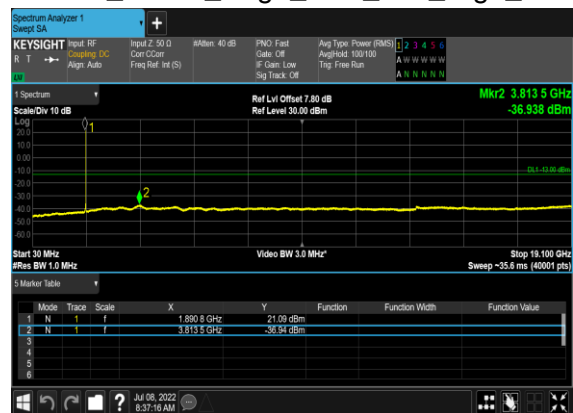 Spectrum Analyzer 1
Swept SA
+
KEYSIGHT Input: RF Input Z: 50 Ω #Atten: 40 dB PNO: Fast Avg Type: Power (RMS) 1 2 3 4 5 6
R T Coupling: DC Corr CCorr Gate: Off Avg|Hold: 100/100 A W W W W W
Align: Auto Freq Ref: Int (S) IF Gain: Low Trig: Free Run
LXI Sig Track: Off A N N N N N
1 Spectrum Ref Lvl Offset 7.80 dB Mkr2 3.813 5 GHz
Scale/Div 10 dB Ref Level 30.00 dBm -36.938 dBm
Log
20.0
10.0
0.00
-10.0
-20.0
-30.0
-40.0
-50.0
-60.0
1
DL1 -13.00 dBm
2
Start 30 MHz Video BW 3.0 MHz* Stop 19.100 GHz
#Res BW 1.0 MHz Sweep ~35.6 ms (40001 pts)
5 Marker Table
Mode Trace Scale X Y Function Function Width Function Value
1 N 1 f 1.890 8 GHz 21.09 dBm
2 N 1 f 3.813 5 GHz -36.94 dBm
3
4
5
6
? Jul 08, 2022
8:37:16 AM